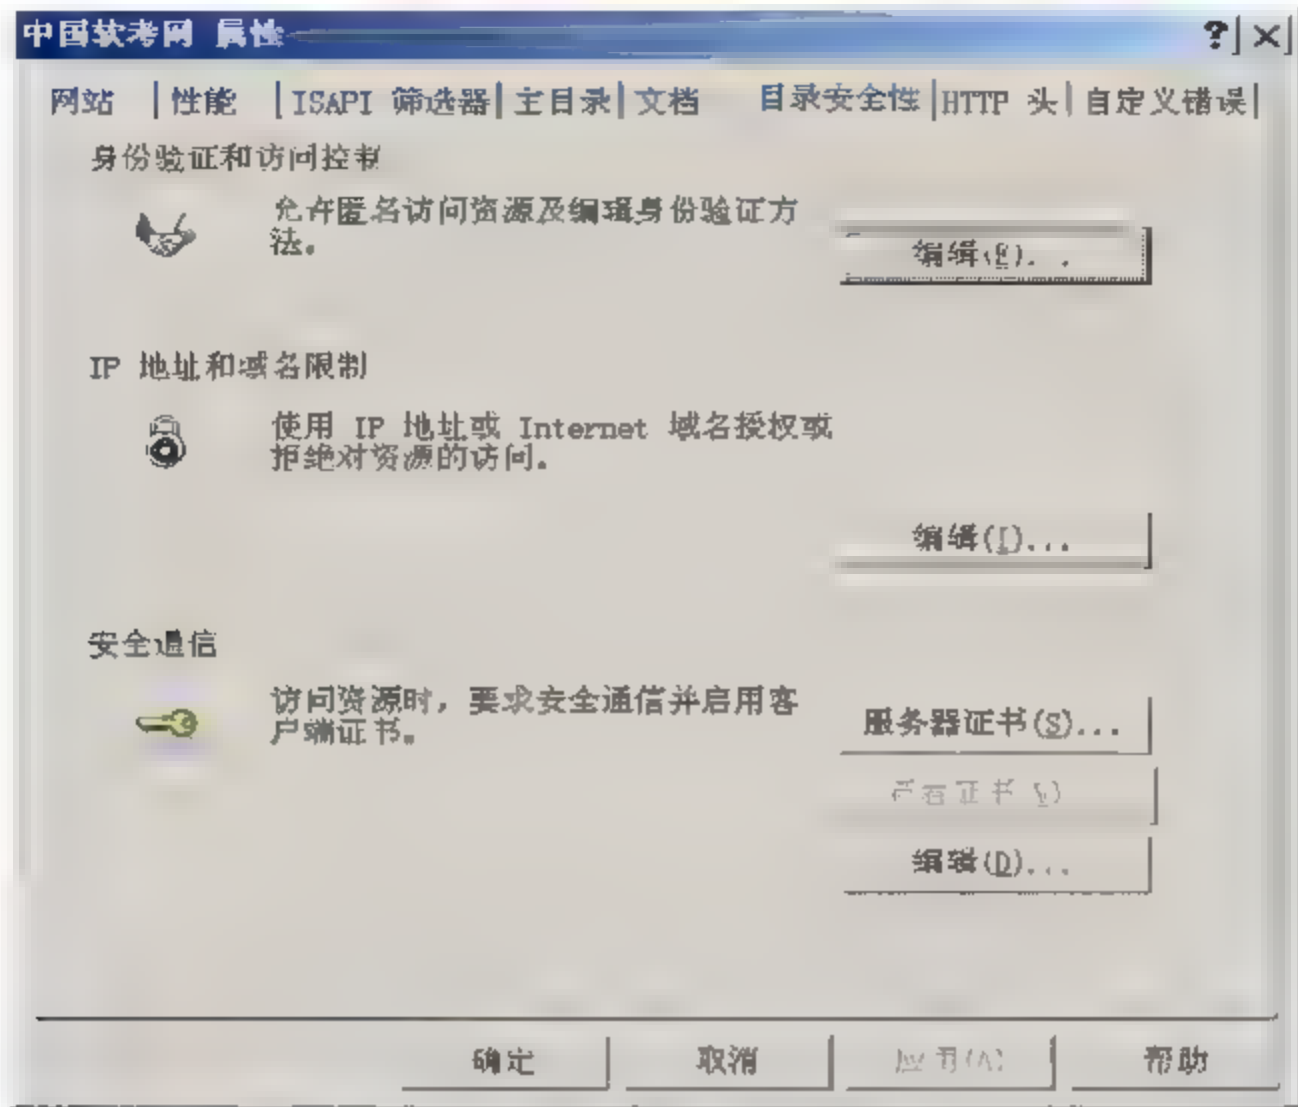 中国软考网 属性
网站 性能 ISAPI 筛选器 主目录 文档 目录安全性 HTTP 头 自定义错误
身份验证和访问控制
允许匿名访问资源及编辑身份验证方
法。
编辑(E)...
IP 地址和域名限制
使用 IP 地址或 Internet 域名授权或
拒绝对资源的访问。
编辑(I)...
安全通信
访问资源时，要求安全通信并启用客
户端证书。
服务器证书(S)...
查看证书(V)
编辑(D)...
确定 取消 应用(A) 帮助